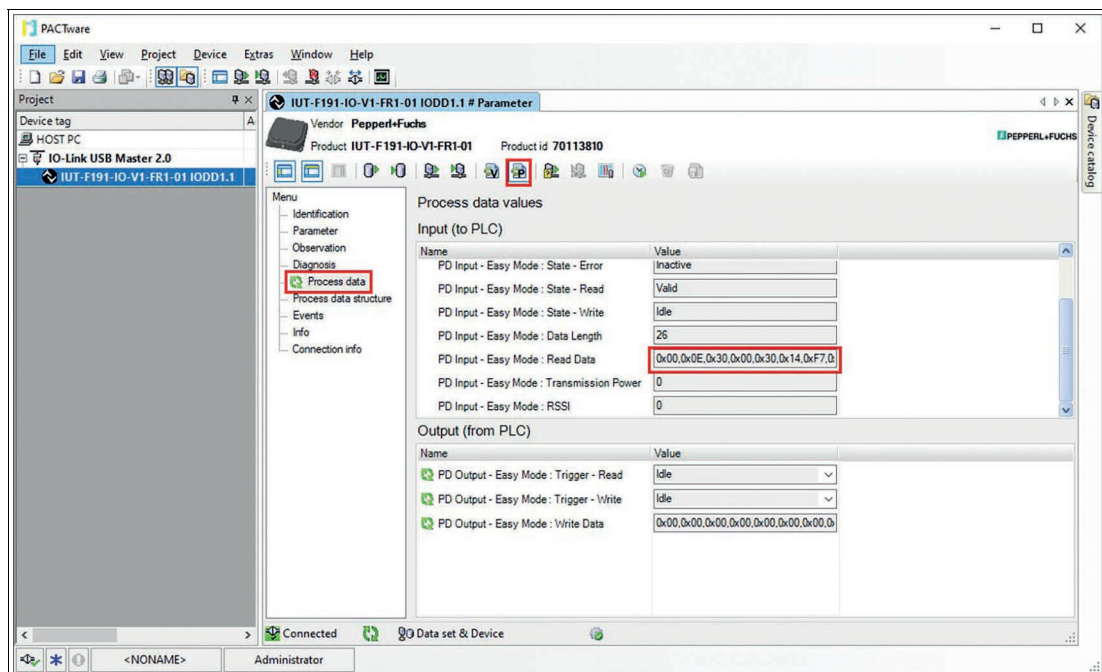 PACTware
File Edit View Project Device Extras Window Help
Project
Device tag A
HOST PC
IO-Link USB Master 2.0
IUT-F191-IO-V1-FR1-01 IODD1.1
IUT-F191-IO-V1-FR1-01 IODD1.1 # Parameter
Vendor Pepperl+Fuchs
Product IUT-F191-IO-V1-FR1-01 Product id 70113810
PEPPERL+FUCHS
Device catalog
Menu
Identification
Parameter
Observation
Diagnosis
Process data
Process data structure
Events
Info
Connection info
Process data values
Input (to PLC)
Name Value
PD Input - Easy Mode : State - Error Inactive
PD Input - Easy Mode : State - Read Valid
PD Input - Easy Mode : State - Write Idle
PD Input - Easy Mode : Data Length 26
PD Input - Easy Mode : Read Data 0x00,0x0E,0x30,0x00,0x30,0x14,0xF7,0
PD Input - Easy Mode : Transmission Power 0
PD Input - Easy Mode : RSSI 0
Output (from PLC)
Name Value
PD Output - Easy Mode : Trigger - Read Idle
PD Output - Easy Mode : Trigger - Write Idle
PD Output - Easy Mode : Write Data 0x00,0x00,0x00,0x00,0x00,0x00,0x00,0
Connected Data set & Device
<NONAME> Administrator